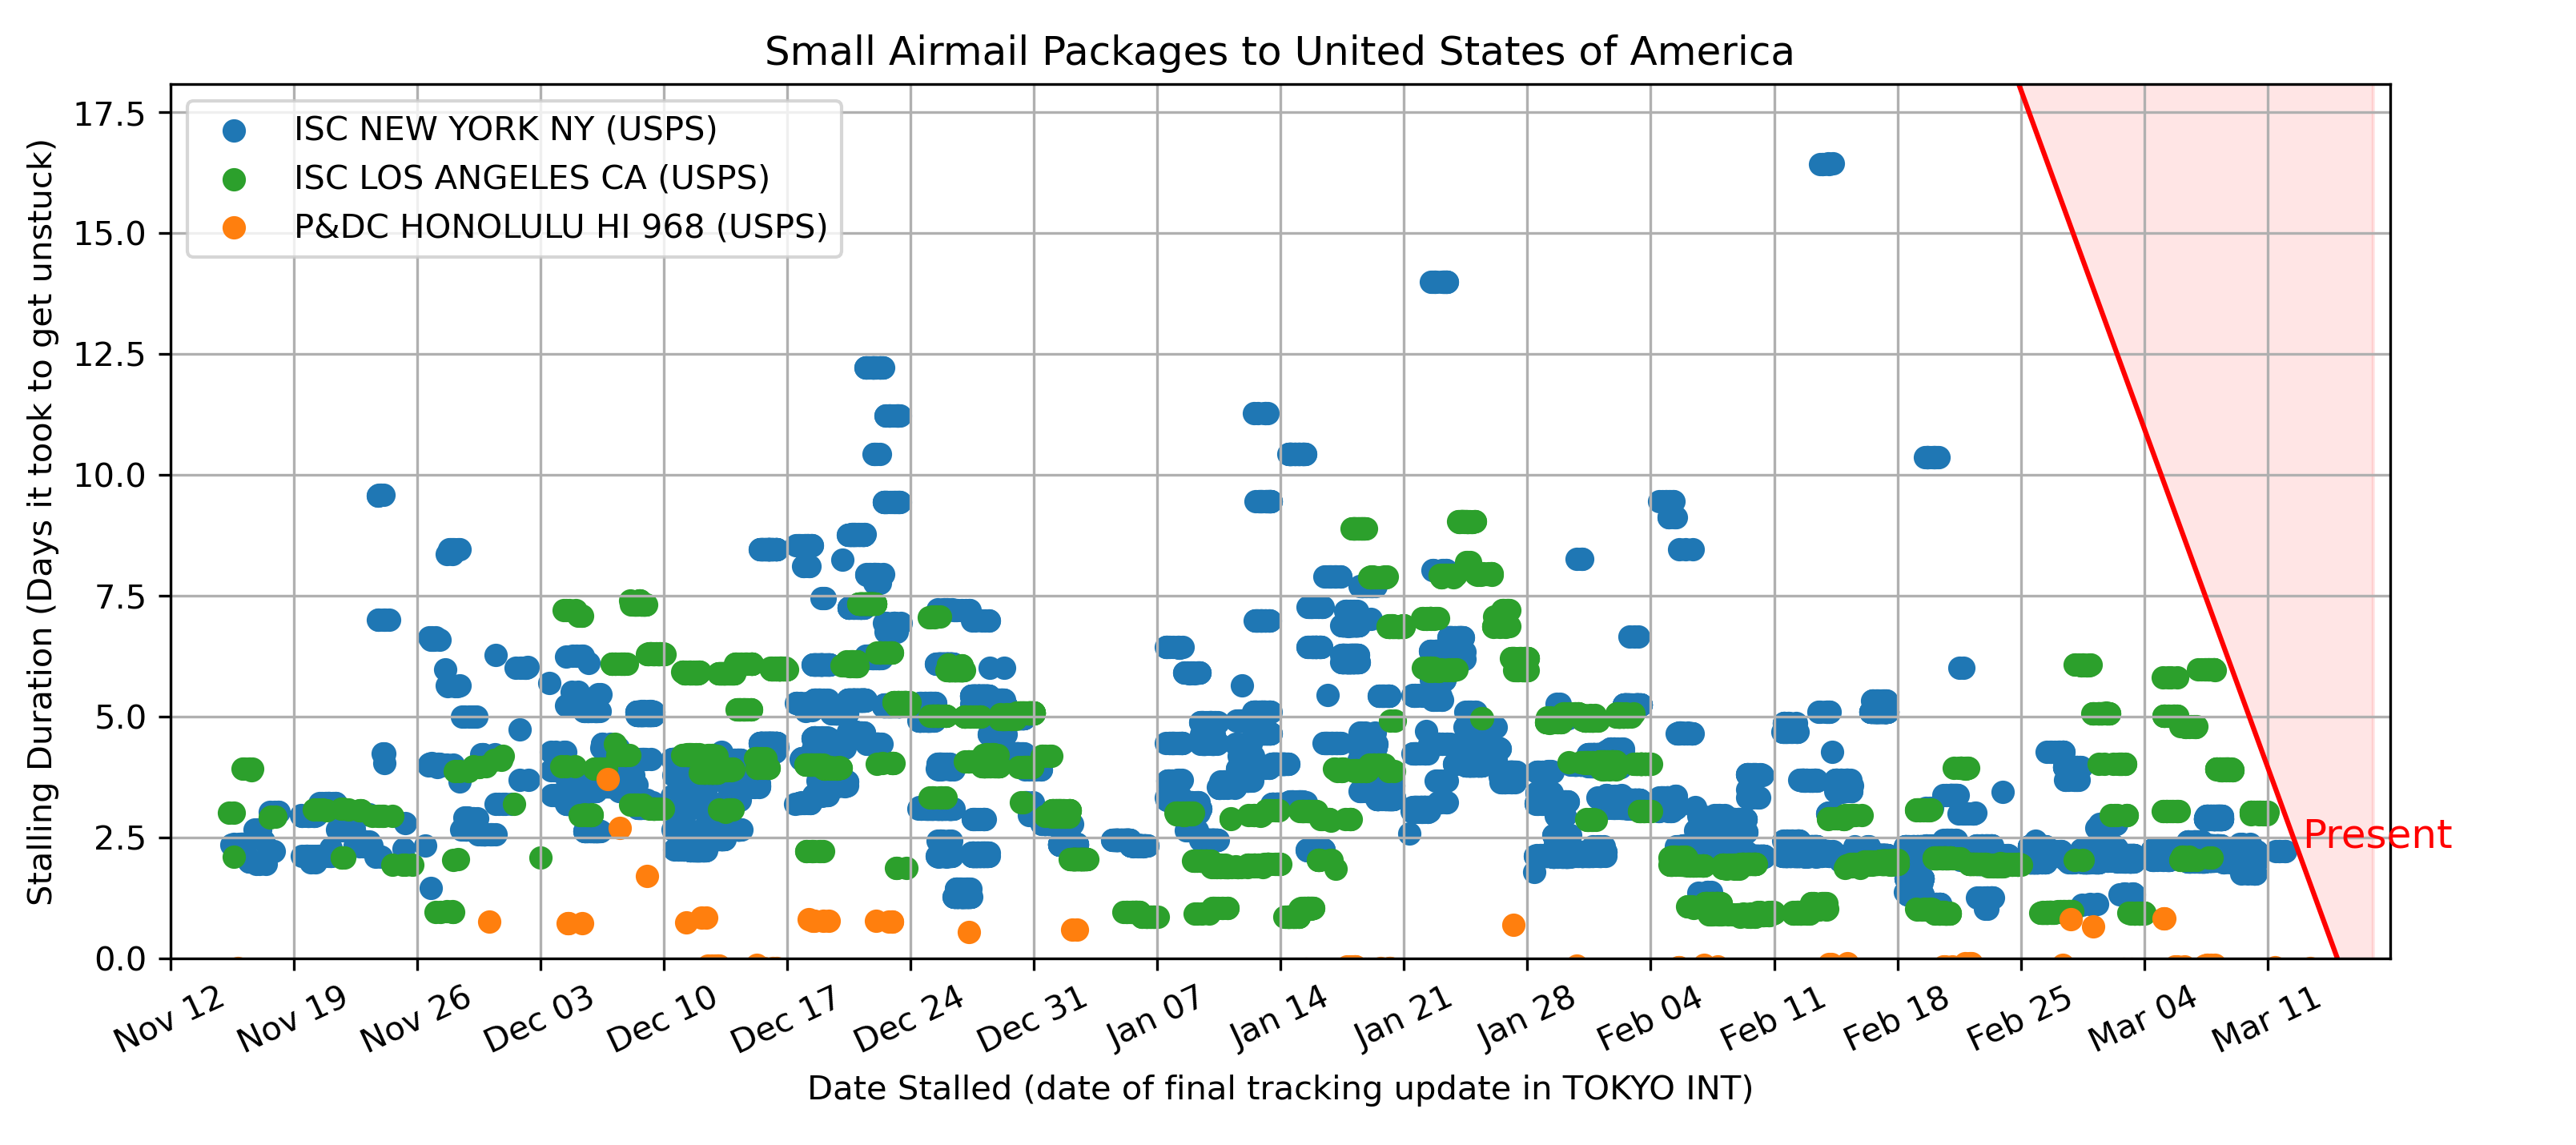 Small Airmail Packages to United States of America
Stalling Duration (Days it took to get unstuck)
17.5
15.0
12.5
10.0
7.5
5.0
2.5
0.0
ISC NEW YORK NY (USPS)
ISC LOS ANGELES CA (USPS)
P&DC HONOLULU HI 968 (USPS)
Present
Nov 12
Nov 19
Nov 26
Dec 03
Dec 10
Dec 17
Dec 24
Dec 31
Jan 07
Jan 14
Jan 21
Jan 28
Feb 04
Feb 11
Feb 18
Feb 25
Mar 04
Mar 11
Date Stalled (date of final tracking update in TOKYO INT)